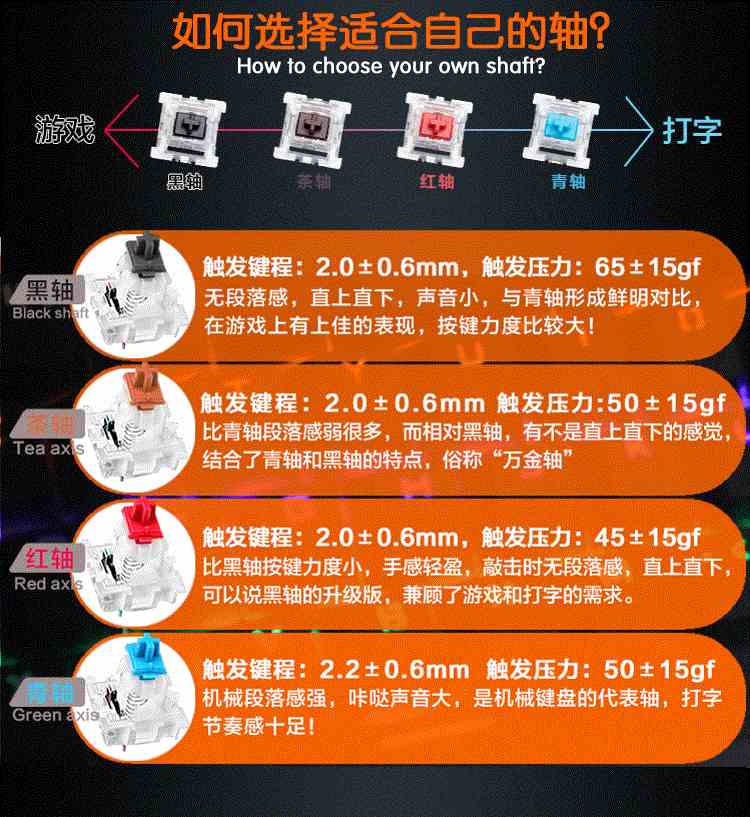 如何选择适合自己的轴?
How to choose your own shaft?
游戏
打字
黑轴
茶轴
红轴
青轴
黑轴
Black shaft
触发键程：2.0±0.6mm，触发压力：65±15gf
无段落感，直上直下，声音小，与青轴形成鲜明对比，
在游戏上有上佳的表现，按键力度比较大！
茶轴
Tea axis
触发键程：2.0±0.6mm 触发压力:50±15gf
比青轴段落感弱很多，而相对黑轴，有不是直上直下的感觉，
结合了青轴和黑轴的特点，俗称“万金轴”
红轴
Red axis
触发键程：2.0±0.6mm，触发压力：45±15gf
比黑轴按键力度小，手感轻盈，敲击时无段落感，直上直下，
可以说黑轴的升级版，兼顾了游戏和打字的需求。
青轴
Green axis
触发键程：2.2±0.6mm 触发压力：50±15gf
机械段落感强，咔哒声音大，是机械键盘的代表轴，打字
节奏感十足！